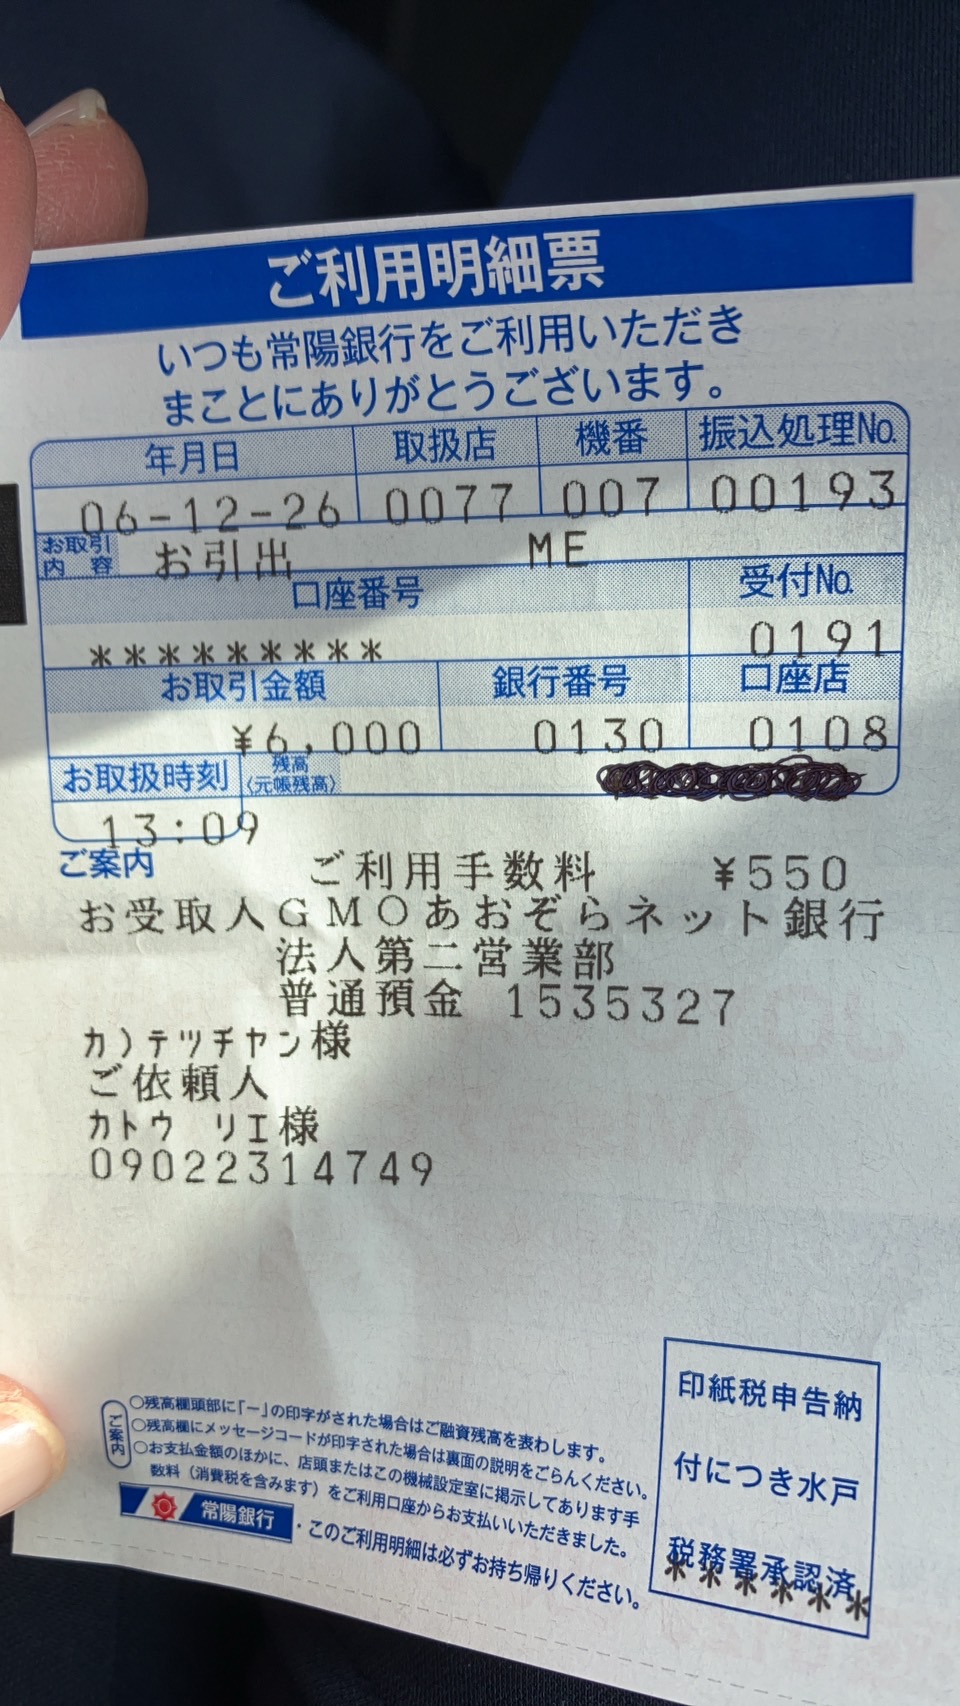 ご利用明細票
いつも常陽銀行をご利用いただき
まことにありがとうございます。
年月日 取扱店 機番 振込処理No.
06-12-26 0077 007 00193
お取引内容 お引出 ME
口座番号 受付No.
********* 0191
お取引金額 銀行番号 口座店
¥6,000 0130 0108
お取扱時刻 残高〈元帳残高〉
13:09
ご案内 ご利用手数料 ¥550
お受取人GMOあおぞらネット銀行
法人第二営業部
普通預金 1535327
カ)テツチヤン様
ご依頼人
カトウ リエ様
09022314749
印紙税申告納
付につき水戸
税務署承認済
******
ご案内
○残高欄頭部に「ー」の印字がされた場合はご融資残高を表わします。
○残高欄にメッセージコードが印字された場合は裏面の説明をごらんください。
○お支払金額のほかに、店頭またはこの機械設定室に掲示してあります手
数料（消費税を含みます）をご利用口座からお支払いいただきました。
常陽銀行 ・このご利用明細は必ずお持ち帰りください。